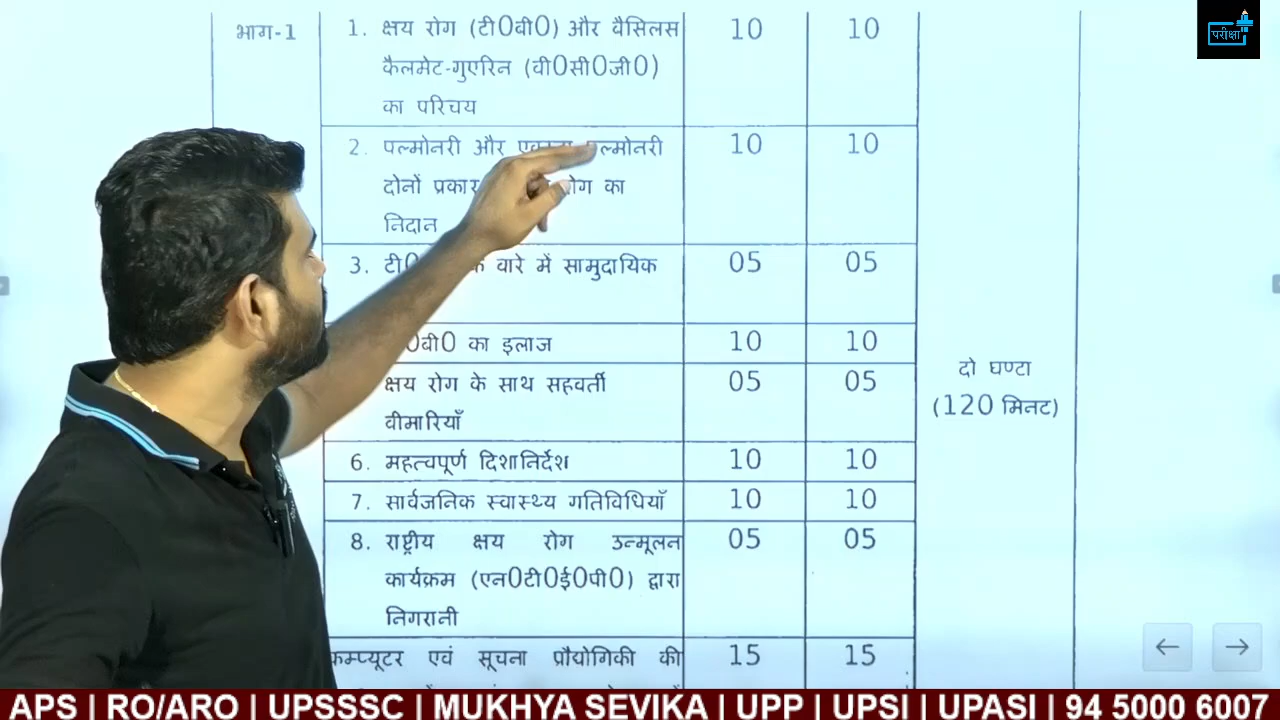 परीक्षा
भाग-1
1. क्षय रोग (टी0बी0) और वैसिलस 10 10
कैलमेट-गुएरिन (वी0सी0जी0)
का परिचय
2. पल्मोनरी और पल्मोनरी 10 10
दोनों प्रकार रोग का
निदान
3. टी0 के वारे में सामुदायिक 05 05
0बी0 का इलाज 10 10
क्षय रोग के साथ सहवर्ती 05 05
वीमारियाँ
दो घण्टा
(120 मिनट)
6. महत्वपूर्ण दिशानिर्देश 10 10
7. सार्वजनिक स्वास्थ्य गतिविधियाँ 10 10
8. राष्ट्रीय क्षय रोग उन्मूलन 05 05
कार्यक्रम (एन0टी0ई0पी0) द्वारा
निगरानी
कम्प्यूटर एवं सूचना प्रौद्योगिकी की 15 15
APS | RO/ARO | UPSSSC | MUKHYA SEVIKA | UPP | UPSI | UPASI | 94 5000 6007